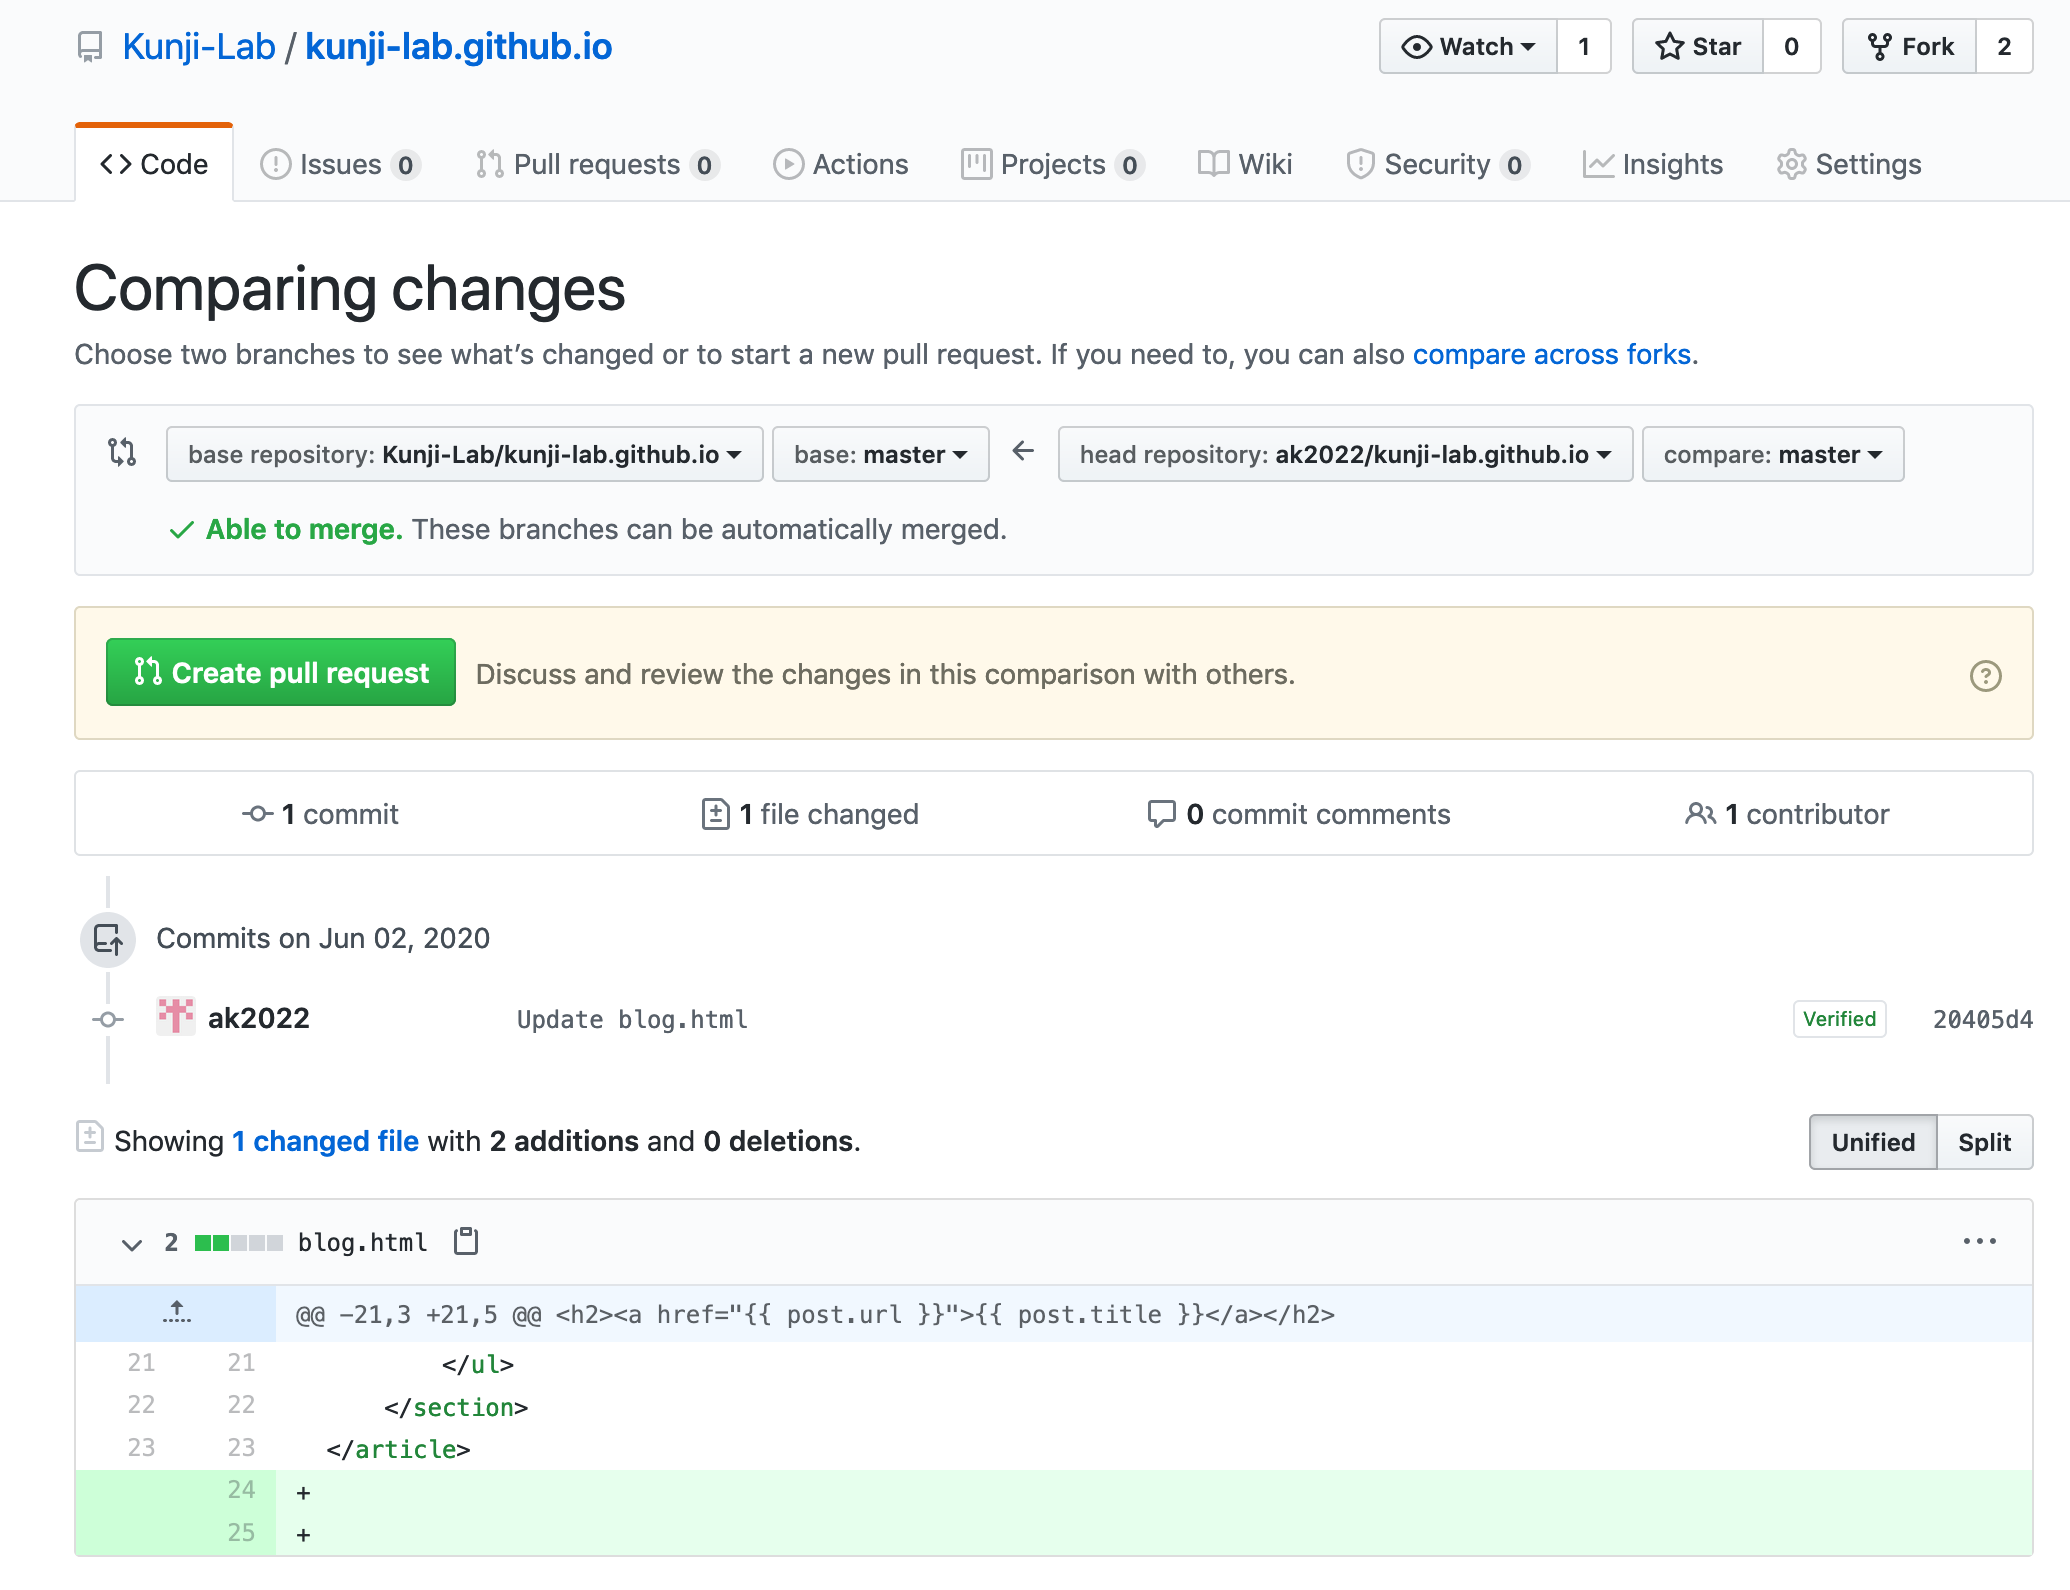 Kunji-Lab / kunji-lab.github.io
Watch 1 Star 0 Fork 2
Code Issues 0 Pull requests 0 Actions Projects 0 Wiki Security 0 Insights Settings
Comparing changes
Choose two branches to see what’s changed or to start a new pull request. If you need to, you can also compare across forks.
base repository: Kunji-Lab/kunji-lab.github.io base: master head repository: ak2022/kunji-lab.github.io compare: master
Able to merge. These branches can be automatically merged.
Create pull request Discuss and review the changes in this comparison with others.
1 commit 1 file changed 0 commit comments 1 contributor
Commits on Jun 02, 2020
ak2022 Update blog.html Verified 20405d4
Showing 1 changed file with 2 additions and 0 deletions. Unified Split
2 blog.html
@@ -21,3 +21,5 @@ <h2><a href="{{ post.url }}">{{ post.title }}</a></h2>
21 21 </ul>
22 22 </section>
23 23 </article>
24 +
25 +